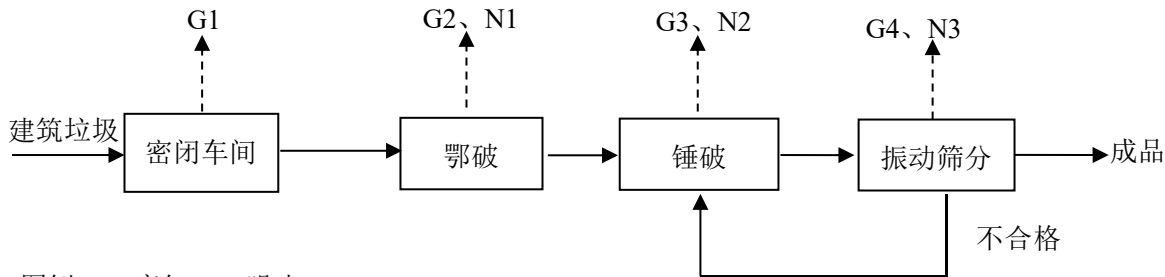 G1
G2、N1
G3、N2
G4、N3
建筑垃圾
密闭车间
鄂破
锤破
振动筛分
成品
不合格